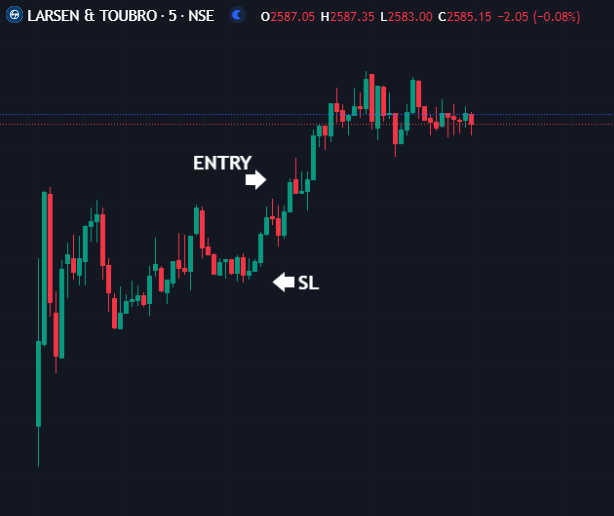 LARSEN & TOUBRO · 5 · NSE O2587.05 H2587.35 L2583.00 C2585.15 −2.05 (−0.08%)
ENTRY
SL